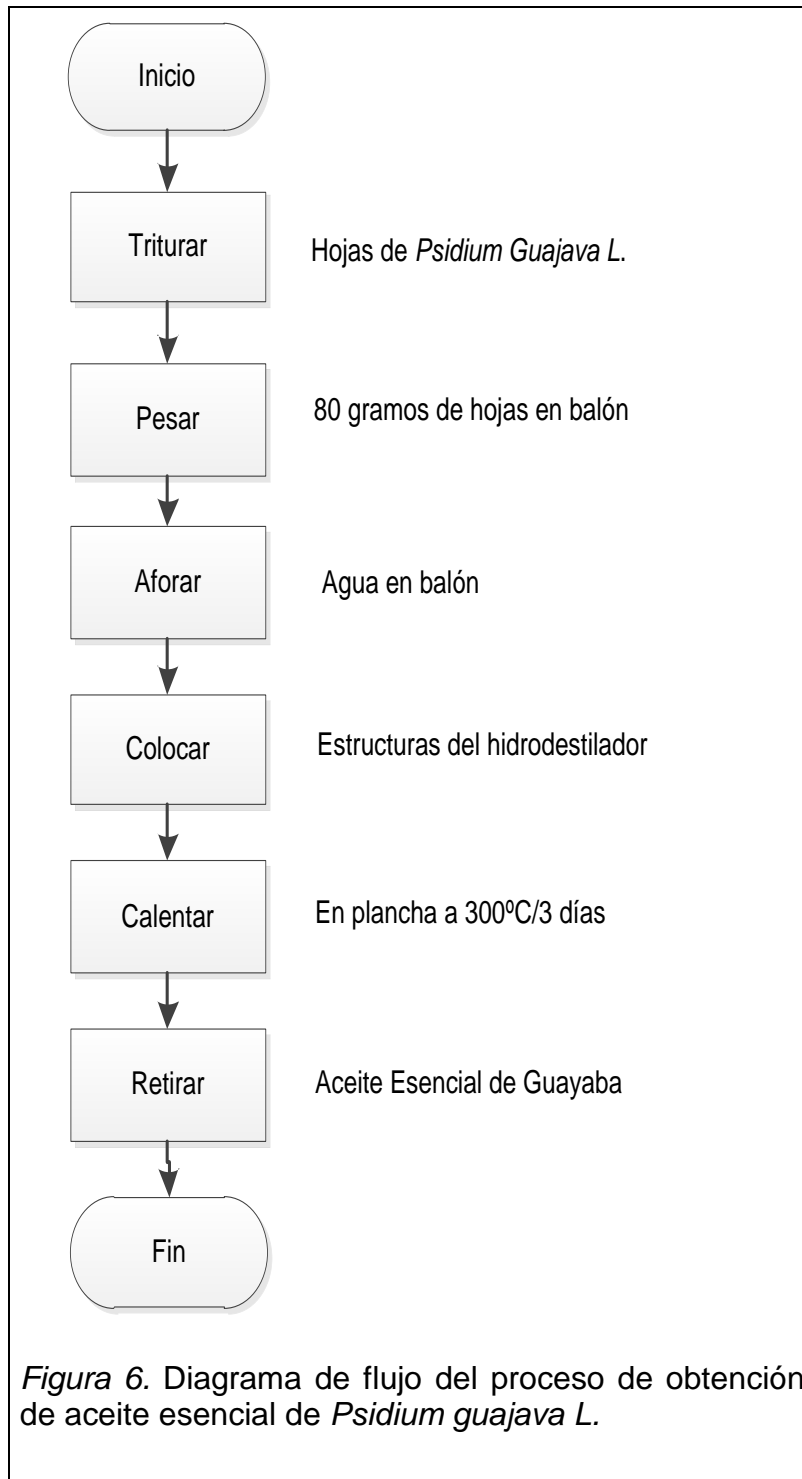 Inicio
Triturar
Hojas de Psidium Guajava L.
Pesar
80 gramos de hojas en balón
Aforar
Agua en balón
Colocar
Estructuras del hidrodestilador
Calentar
En plancha a 300ºC/3 días
Retirar
Aceite Esencial de Guayaba
Fin
Figura 6. Diagrama de flujo del proceso de obtención
de aceite esencial de Psidium guajava L.